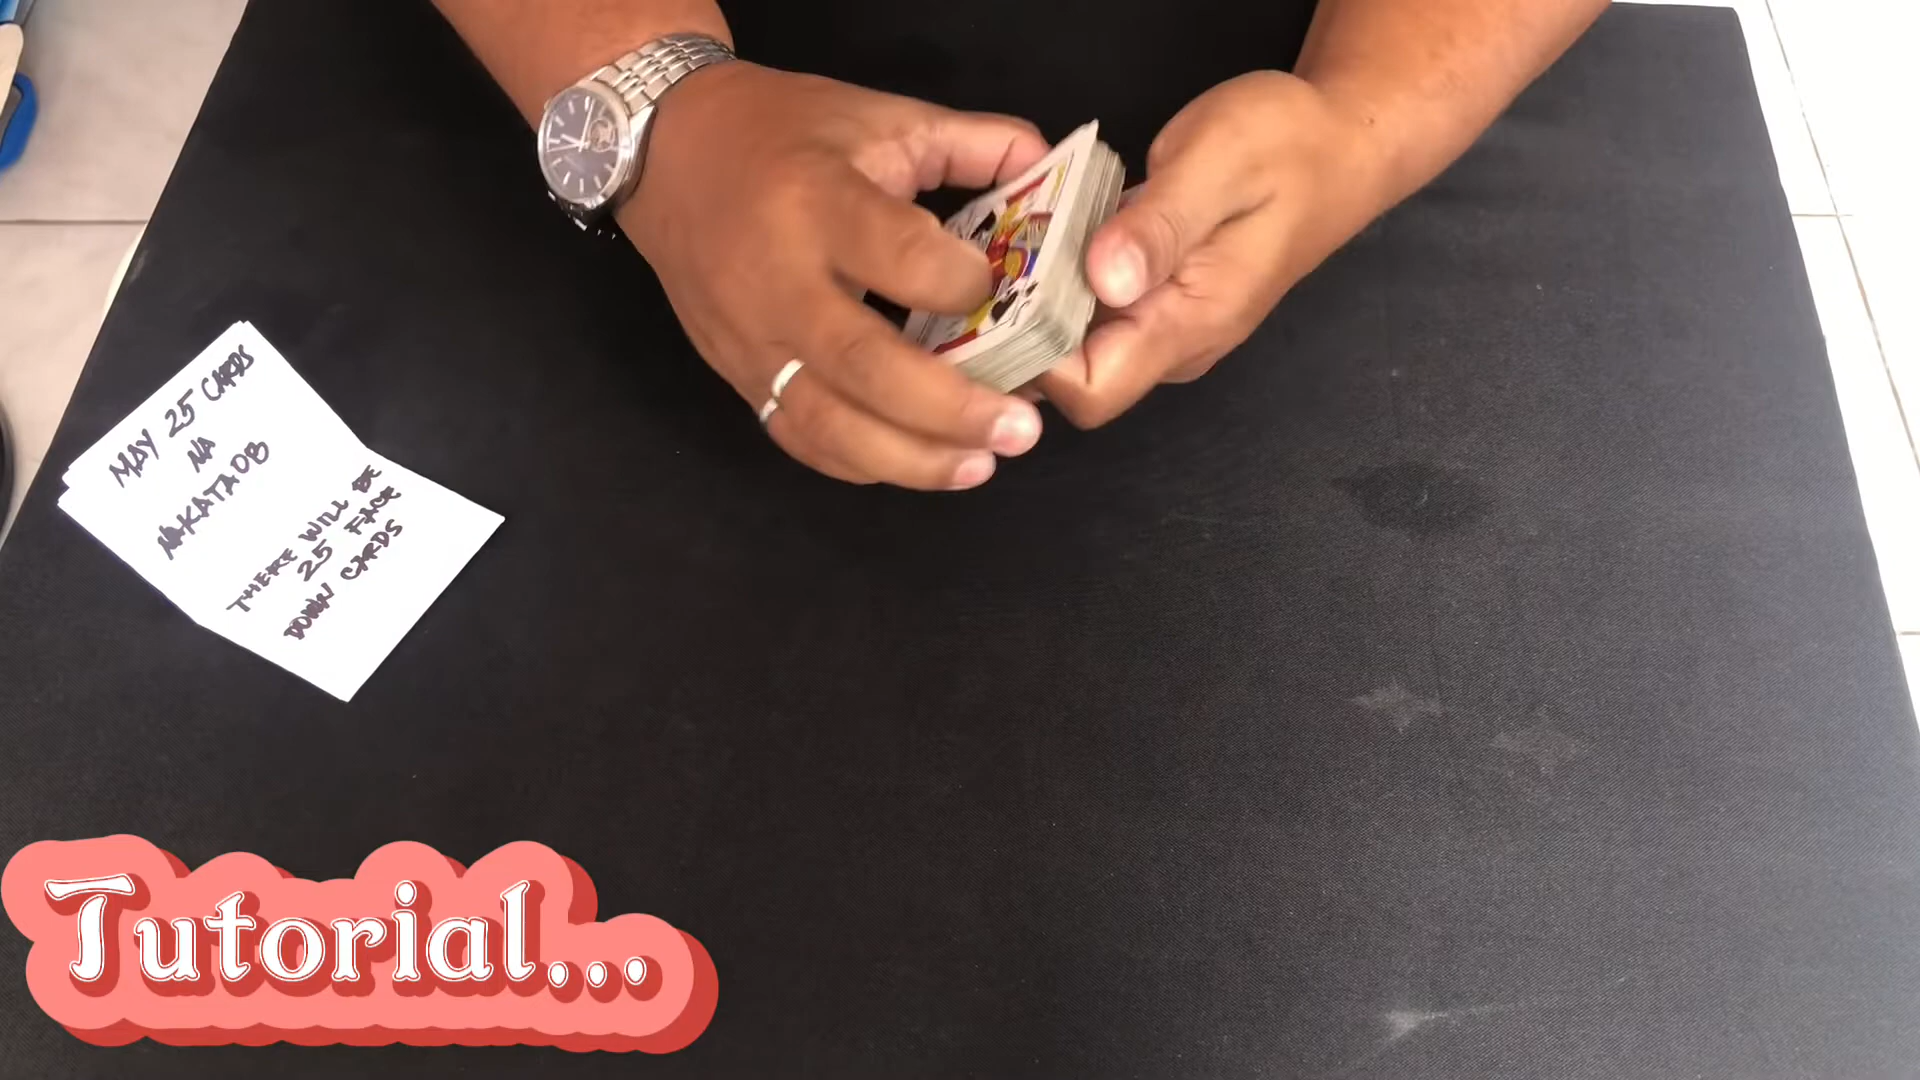 MAY 25 CARDS
NA
NAKATAOB
THERE WILL BE
25 FACE
DOWN CARDS
Tutorial...